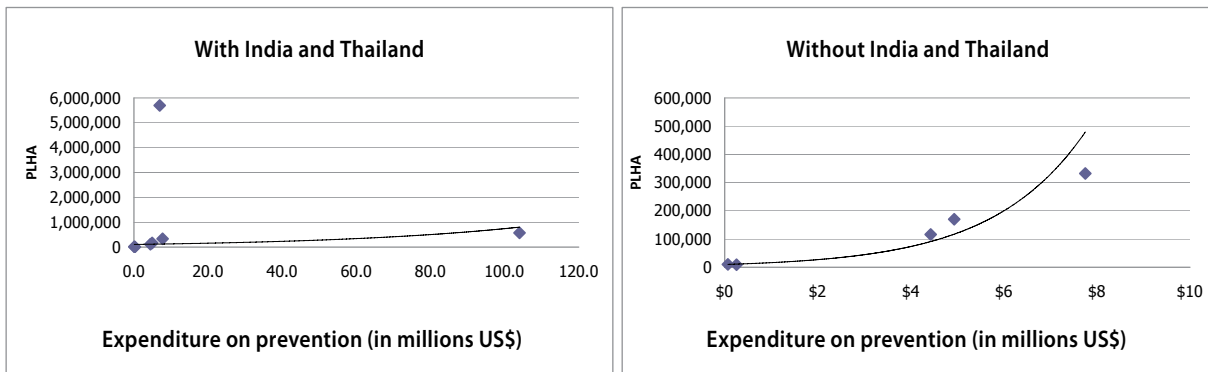 With India and Thailand
PLHA
6,000,000
5,000,000
4,000,000
3,000,000
2,000,000
1,000,000
0
0.0 20.0 40.0 60.0 80.0 100.0 120.0
Expenditure on prevention (in millions US$)
Without India and Thailand
PLHA
600,000
500,000
400,000
300,000
200,000
100,000
0
$0 $2 $4 $6 $8 $10
Expenditure on prevention (in millions US$)